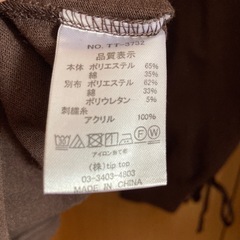 NO. TT-3752
品質表示
本体 ポリエステル 65%
綿 35%
別布 ポリエステル 62%
綿 33%
ポリウレタン 5%
刺繍糸
アクリル 100%
アイロン当て布
(株) tip top
03-3403-4803
MADE IN CHINA